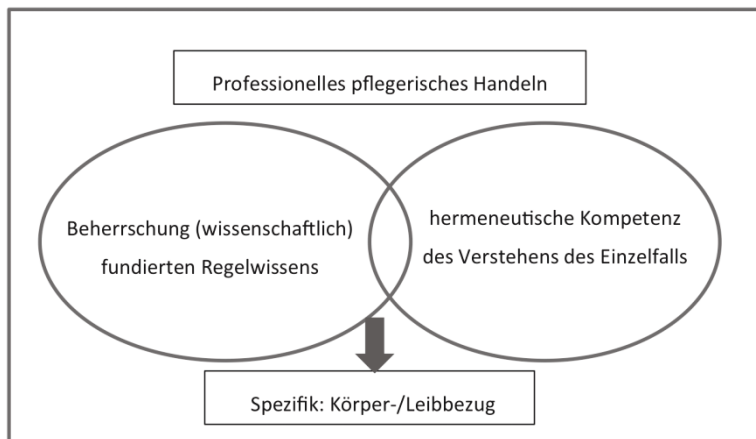 Professionelles pflegerisches Handeln
Beherrschung (wissenschaftlich)
fundierten Regelwissens
hermeneutische Kompetenz
des Verstehens des Einzelfalls
Spezifik: Körper-/Leibbezug